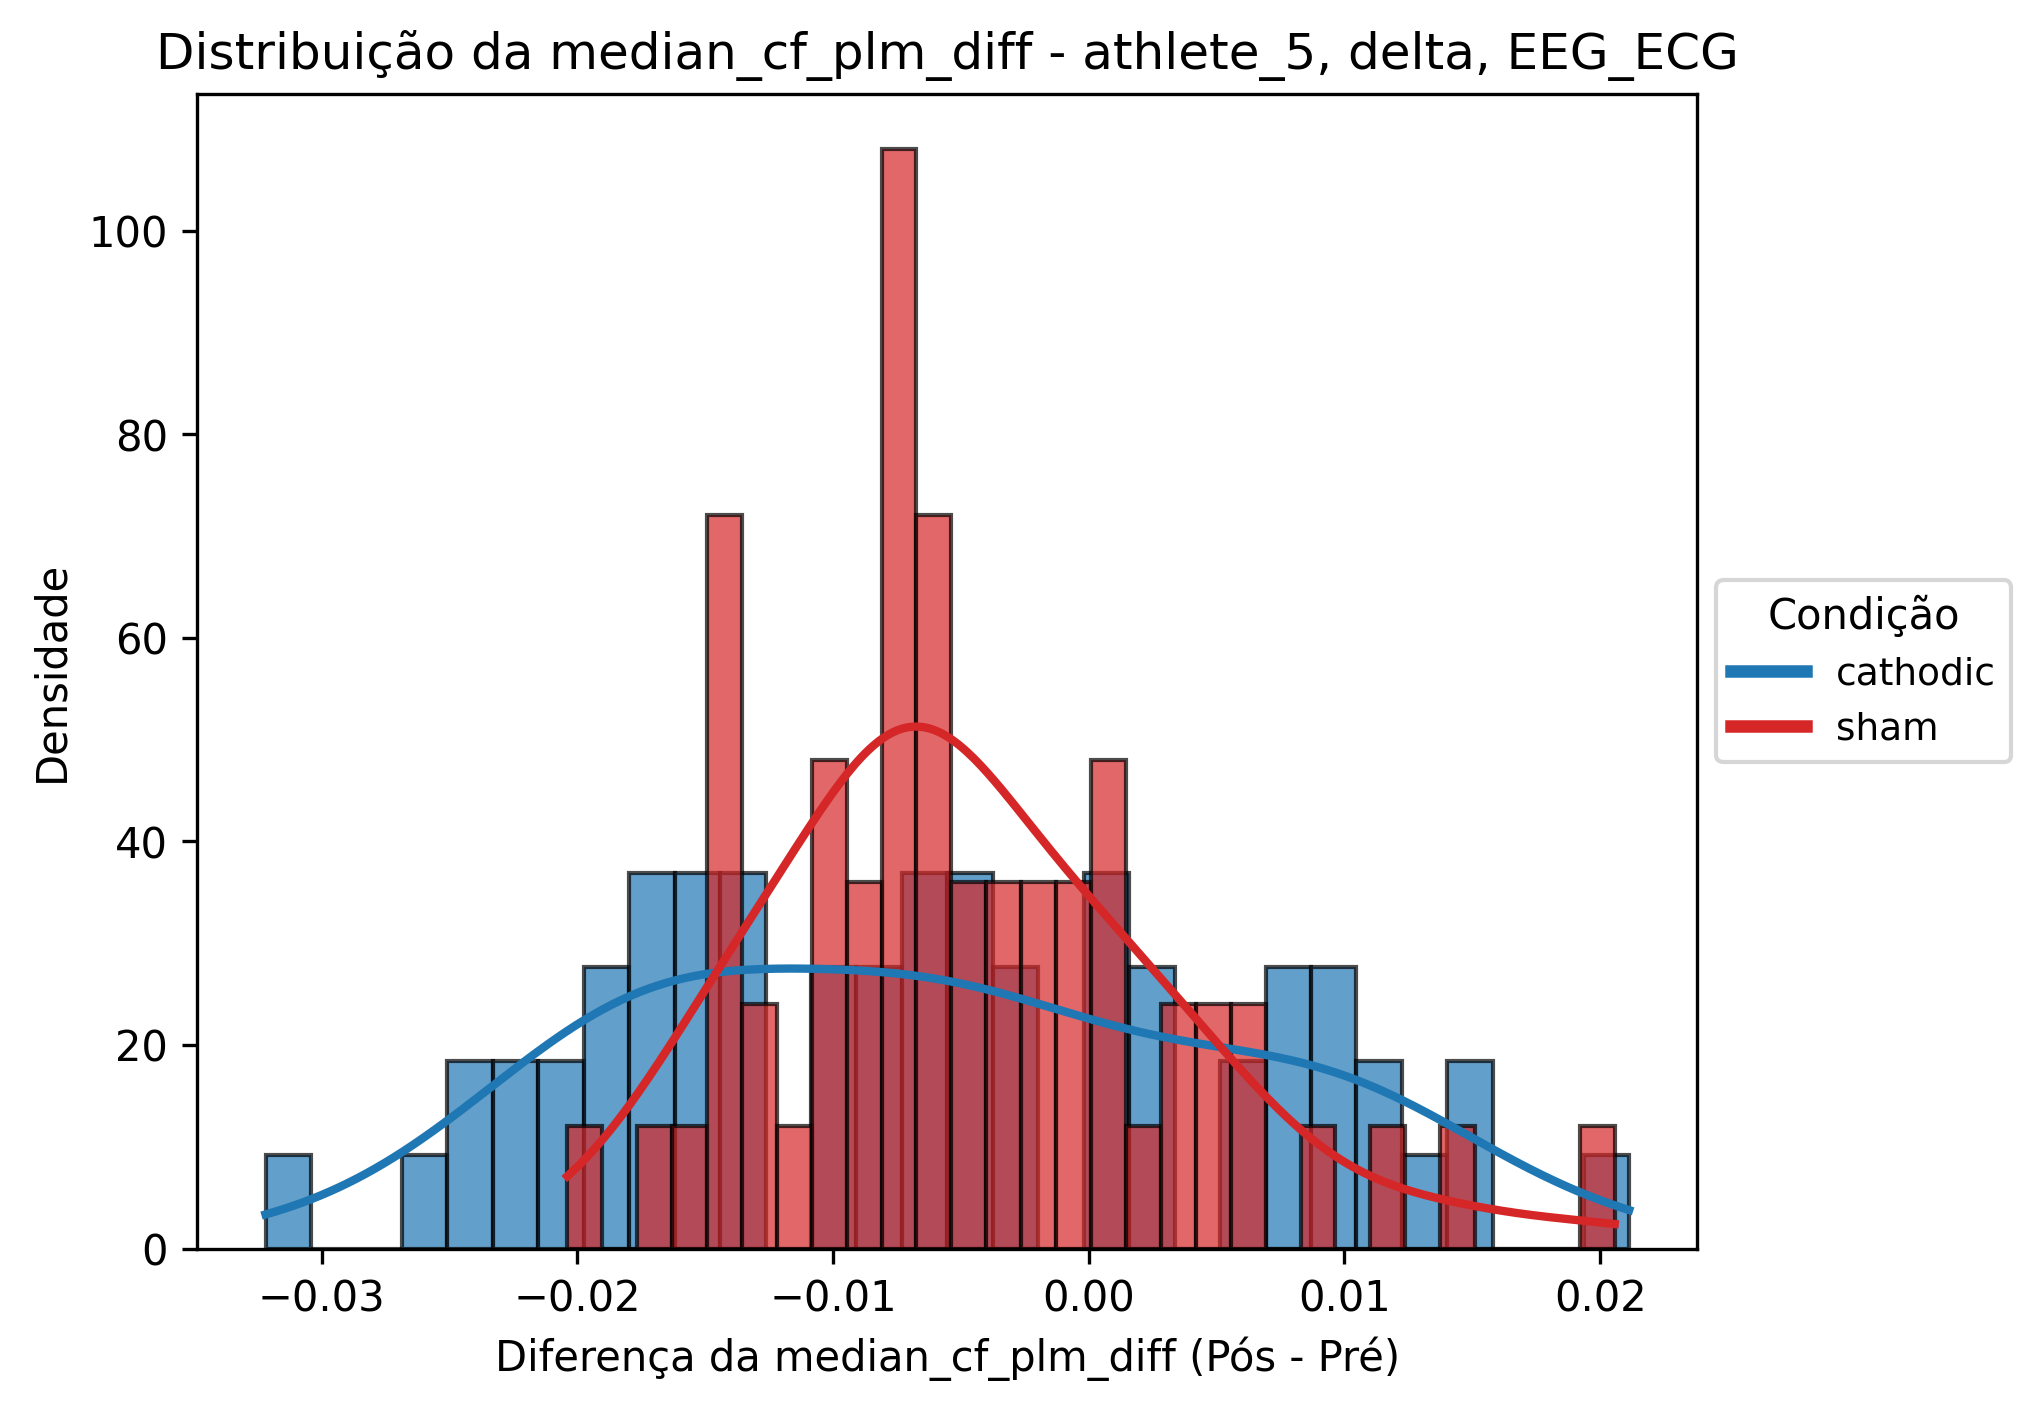 Distribuição da median_cf_plm_diff - athlete_5, delta, EEG_ECG
Densidade
100
80
60
40
20
0
−0.03
−0.02
−0.01
0.00
0.01
0.02
Diferença da median_cf_plm_diff (Pós - Pré)
Condição
cathodic
sham